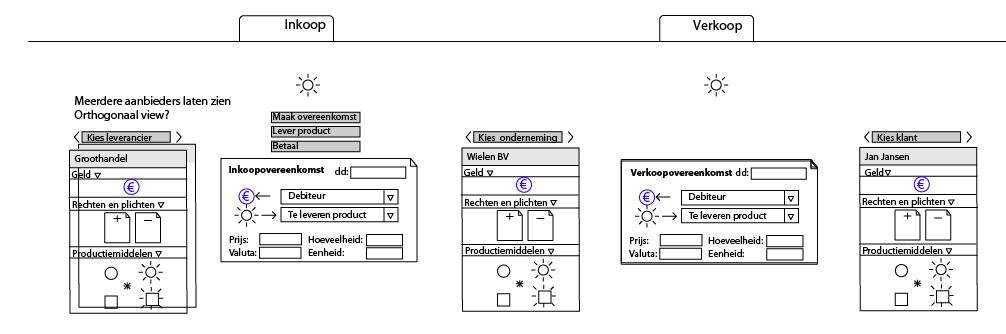 Inkoop
Verkoop
Meerdere aanbieders laten zien
Orthogonaal view?
Kies leverancier
Groothandel
Geld
€
Rechten en plichten
+ −
Productiemiddelen
*
Maak overeenkomst
Lever product
Betaal
Inkoopovereenkomst dd:
€ Debiteur
Te leveren product
Prijs: Hoeveelheid:
Valuta: Eenheid:
Kies onderneming
Wielen BV
Geld
€
Rechten en plichten
+ −
Productiemiddelen
*
Verkoopovereenkomst dd:
€ Debiteur
Te leveren product
Prijs: Hoeveelheid:
Valuta: Eenheid:
Kies klant
Jan Jansen
Geld
€
Rechten en plichten
+ −
Productiemiddelen
*